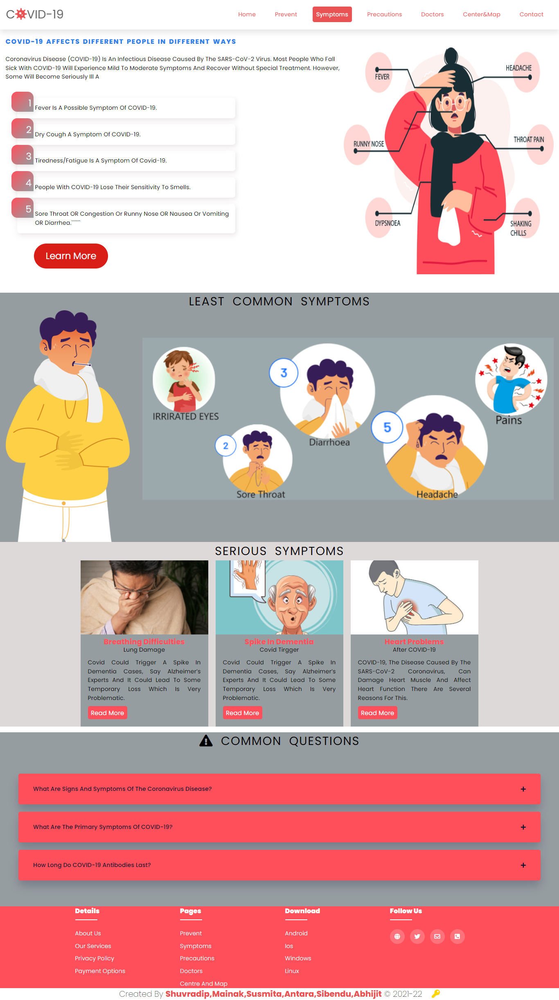 COVID-19
Home Prevent Symptoms Precautions Doctors Center&Map Contact
COVID-19 AFFECTS DIFFERENT PEOPLE IN DIFFERENT WAYS
Coronavirus Disease (COVID-19) Is An Infectious Disease Caused By The SARS-CoV-2 Virus. Most People Who Fall
Sick With COVID-19 Will Experience Mild To Moderate Symptoms And Recover Without Special Treatment. However,
Some Will Become Seriously Ill A
1
Fever Is A Possible Symptom Of COVID-19.
2
Dry Cough A Symptom Of COVID-19.
3
Tiredness/Fatigue Is A Symptom Of Covid-19.
4
People With COVID-19 Lose Their Sensitivity To Smells.
5
Sore Throat OR Congestion Or Runny Nose OR Nausea Or Vomiting
OR Diarrhea.``````
Learn More
FEVER
HEADACHE
RUNNY NOSE
THROAT PAIN
DYPSNOEA
SHAKING
CHILLS
LEAST COMMON SYMPTOMS
IRRIRATED EYES
2
Sore Throat
3
Diarrhoea
5
Headache
Pains
SERIOUS SYMPTOMS
Breathing Difficulties
Lung Damage
Covid Could Trigger A Spike In
Dementia Cases, Say Alzheimer's
Experts And It Could Lead To Some
Temporary Loss Which Is Very
Problematic.
Read More
Spike In Dementia
Covid Tirgger
Covid Could Trigger A Spike In
Dementia Cases, Say Alzheimer's
Experts And It Could Lead To Some
Temporary Loss Which Is Very
Problematic.
Read More
Heart Problems
After COVID-19
COVID-19, The Disease Caused By The
SARS-CoV-2 Coronavirus, Can
Damage Heart Muscle And Affect
Heart Function There Are Several
Reasons For This.
Read More
COMMON QUESTIONS
What Are Signs And Symptoms Of The Coronavirus Disease? +
What Are The Primary Symptoms Of COVID-19? +
How Long Do COVID-19 Antibodies Last? +
Details
About Us
Our Services
Privacy Policy
Payment Options
Pages
Prevent
Symptoms
Precautions
Doctors
Centre And Map
Download
Android
Ios
Windows
Linux
Follow Us
Created By Shuvradip,Mainak,Susmita,Antara,Sibendu,Abhijit © 2021-22